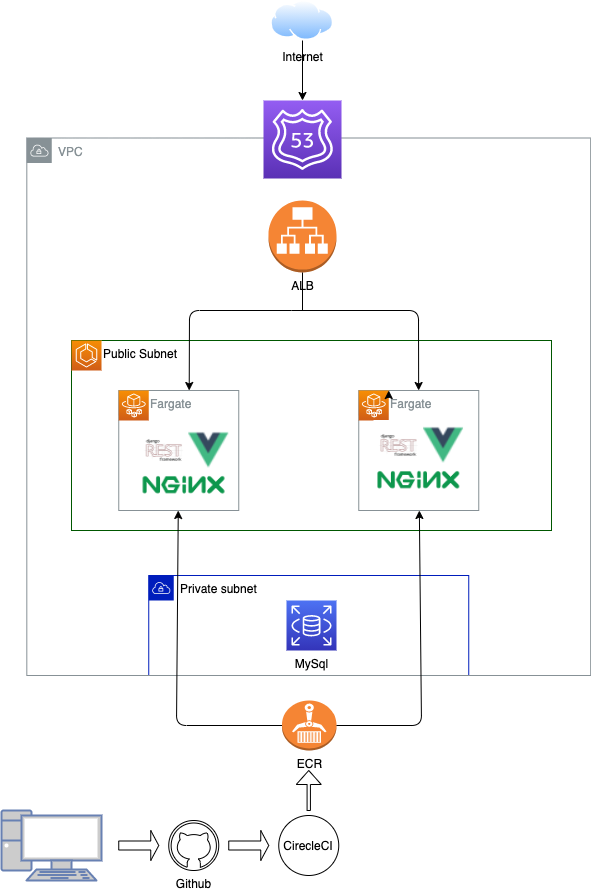 Internet
53
VPC
ALB
Public Subnet
Fargate
Fargate
django
REST
framework
NGiNX
django
REST
framework
NGiNX
Private subnet
MySql
ECR
CirecleCI
Github